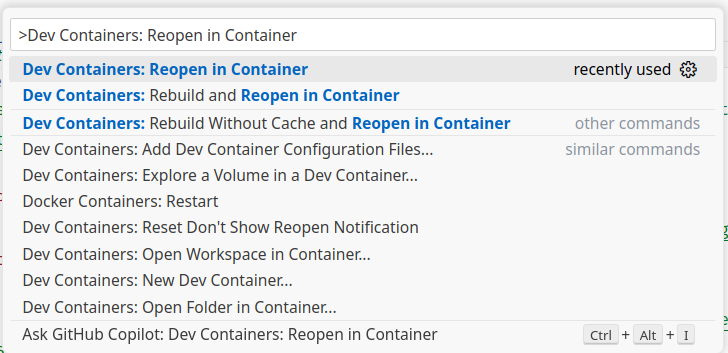 >Dev Containers: Reopen in Container
Dev Containers: Reopen in Container recently used
Dev Containers: Rebuild and Reopen in Container
Dev Containers: Rebuild Without Cache and Reopen in Container other commands
Dev Containers: Add Dev Container Configuration Files... similar commands
Dev Containers: Explore a Volume in a Dev Container...
Docker Containers: Restart
Dev Containers: Reset Don't Show Reopen Notification
Dev Containers: Open Workspace in Container...
Dev Containers: New Dev Container...
Dev Containers: Open Folder in Container...
Ask GitHub Copilot: Dev Containers: Reopen in Container Ctrl + Alt + I